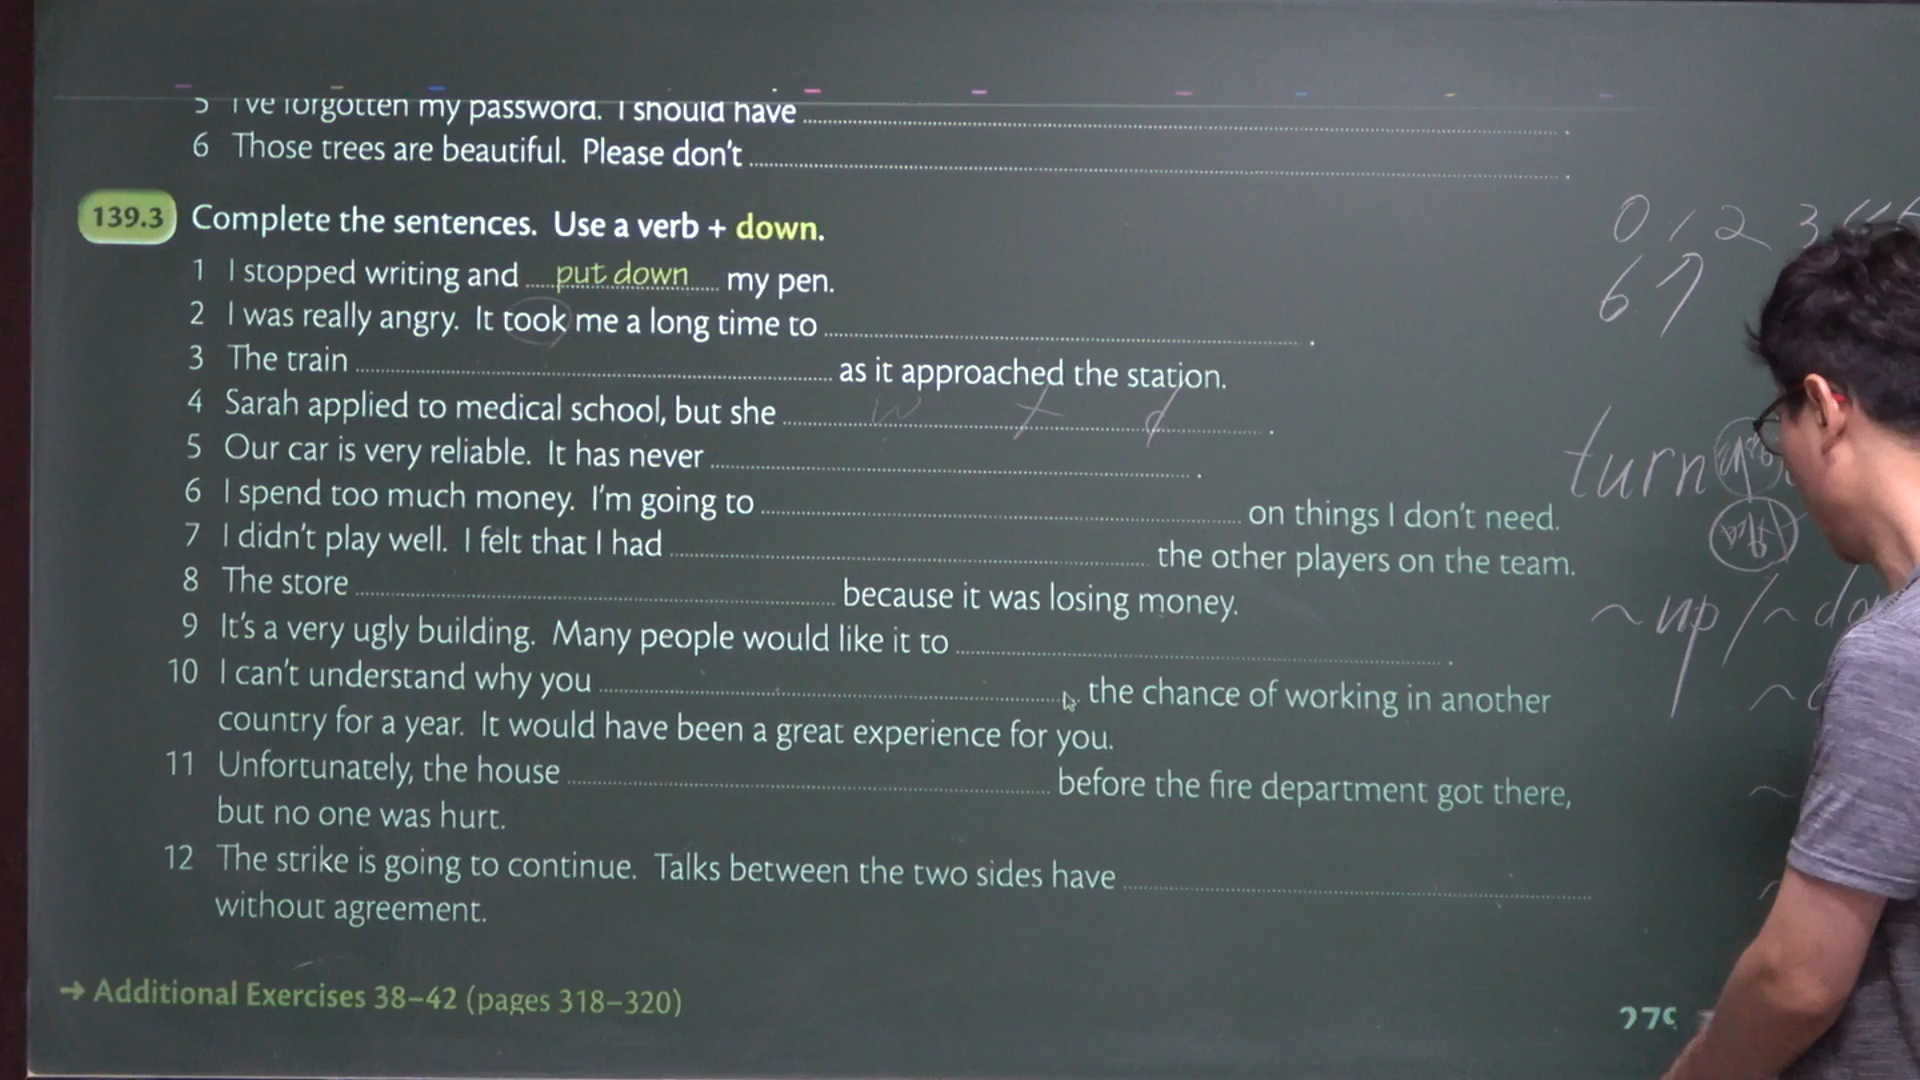 5 I've forgotten my password. I should have .
6 Those trees are beautiful. Please don't .
139.3 Complete the sentences. Use a verb + down.
1 I stopped writing and put down my pen.
2 I was really angry. It took me a long time to .
3 The train as it approached the station.
4 Sarah applied to medical school, but she w t d .
5 Our car is very reliable. It has never .
6 I spend too much money. I'm going to on things I don't need.
7 I didn't play well. I felt that I had the other players on the team.
8 The store because it was losing money.
9 It's a very ugly building. Many people would like it to .
10 I can't understand why you the chance of working in another
country for a year. It would have been a great experience for you.
11 Unfortunately, the house before the fire department got there,
but no one was hurt.
12 The strike is going to continue. Talks between the two sides have
without agreement.
→ Additional Exercises 38–42 (pages 318–320)
0 1 2 3
6 7
turn
~ up / ~ do